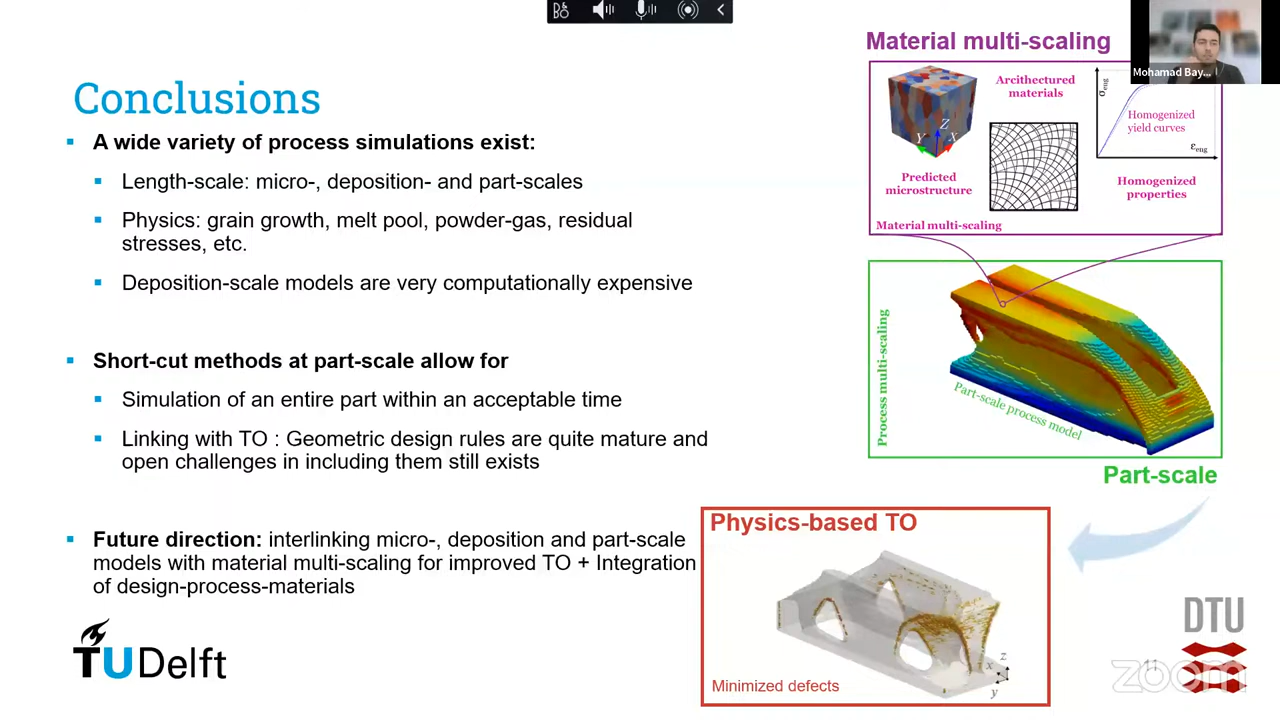 Conclusions
A wide variety of process simulations exist:
Length-scale: micro-, deposition- and part-scales
Physics: grain growth, melt pool, powder-gas, residual
stresses, etc.
Deposition-scale models are very computationally expensive
Short-cut methods at part-scale allow for
Simulation of an entire part within an acceptable time
Linking with TO : Geometric design rules are quite mature and
open challenges in including them still exists
Future direction: interlinking micro-, deposition and part-scale
models with material multi-scaling for improved TO + Integration
of design-process-materials
TU Delft
Material multi-scaling
Mohamad Bay...
Arcithectured
materials
Z
Y
X
Predicted
microstructure
σeng
Homogenized
yield curves
εeng
Homogenized
properties
Material multi-scaling
Process multi-scaling
Part-scale process model
Part-scale
Physics-based TO
z
x
y
Minimized defects
DTU
11
zoom